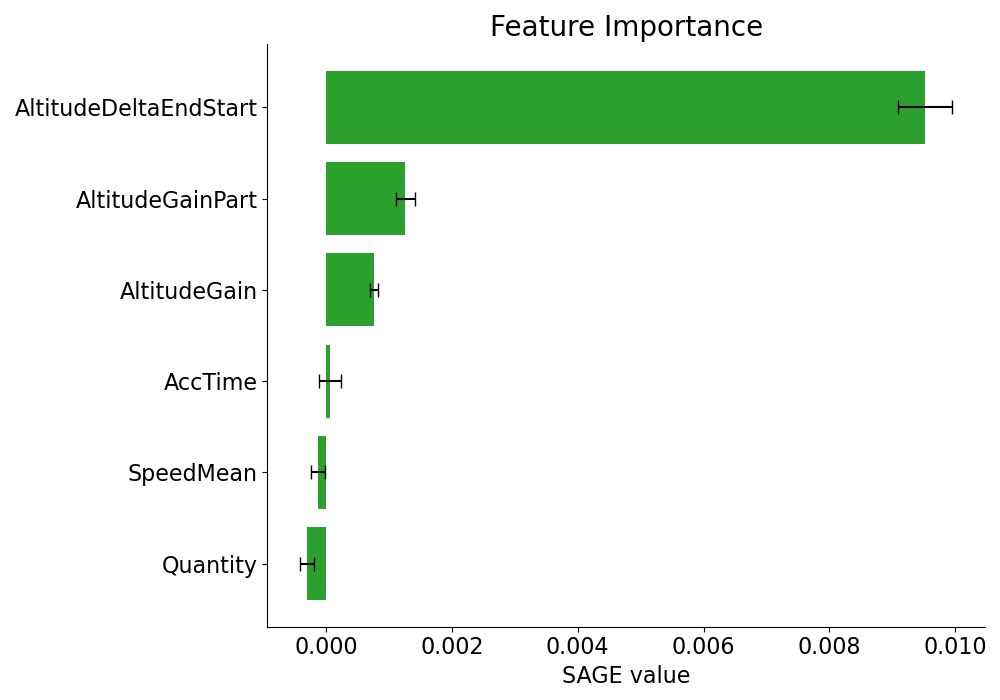 Feature Importance
AltitudeDeltaEndStart
AltitudeGainPart
AltitudeGain
AccTime
SpeedMean
Quantity
0.000 0.002 0.004 0.006 0.008 0.010
SAGE value